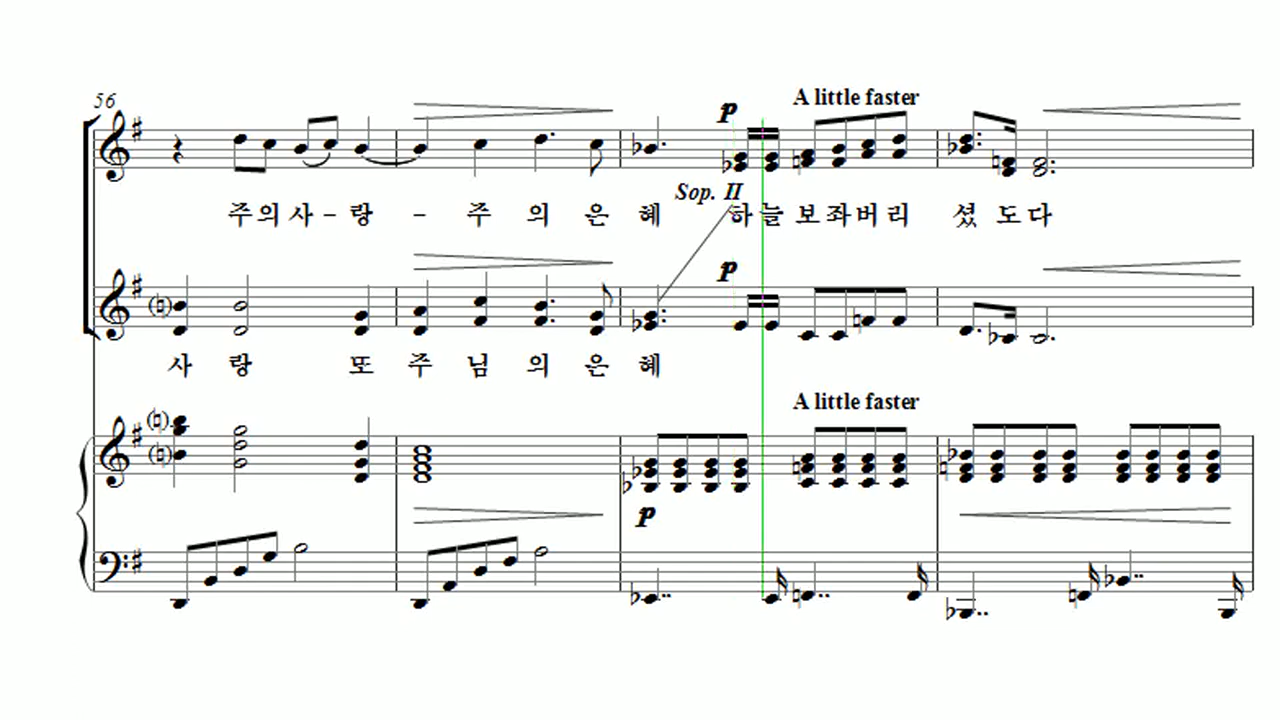 56
p
A little faster
Sop. II
주의사-랑 - 주 의 은 혜 하늘 보좌버리 셨 도다
p
사 랑 또 주 님 의 은 혜
A little faster
p